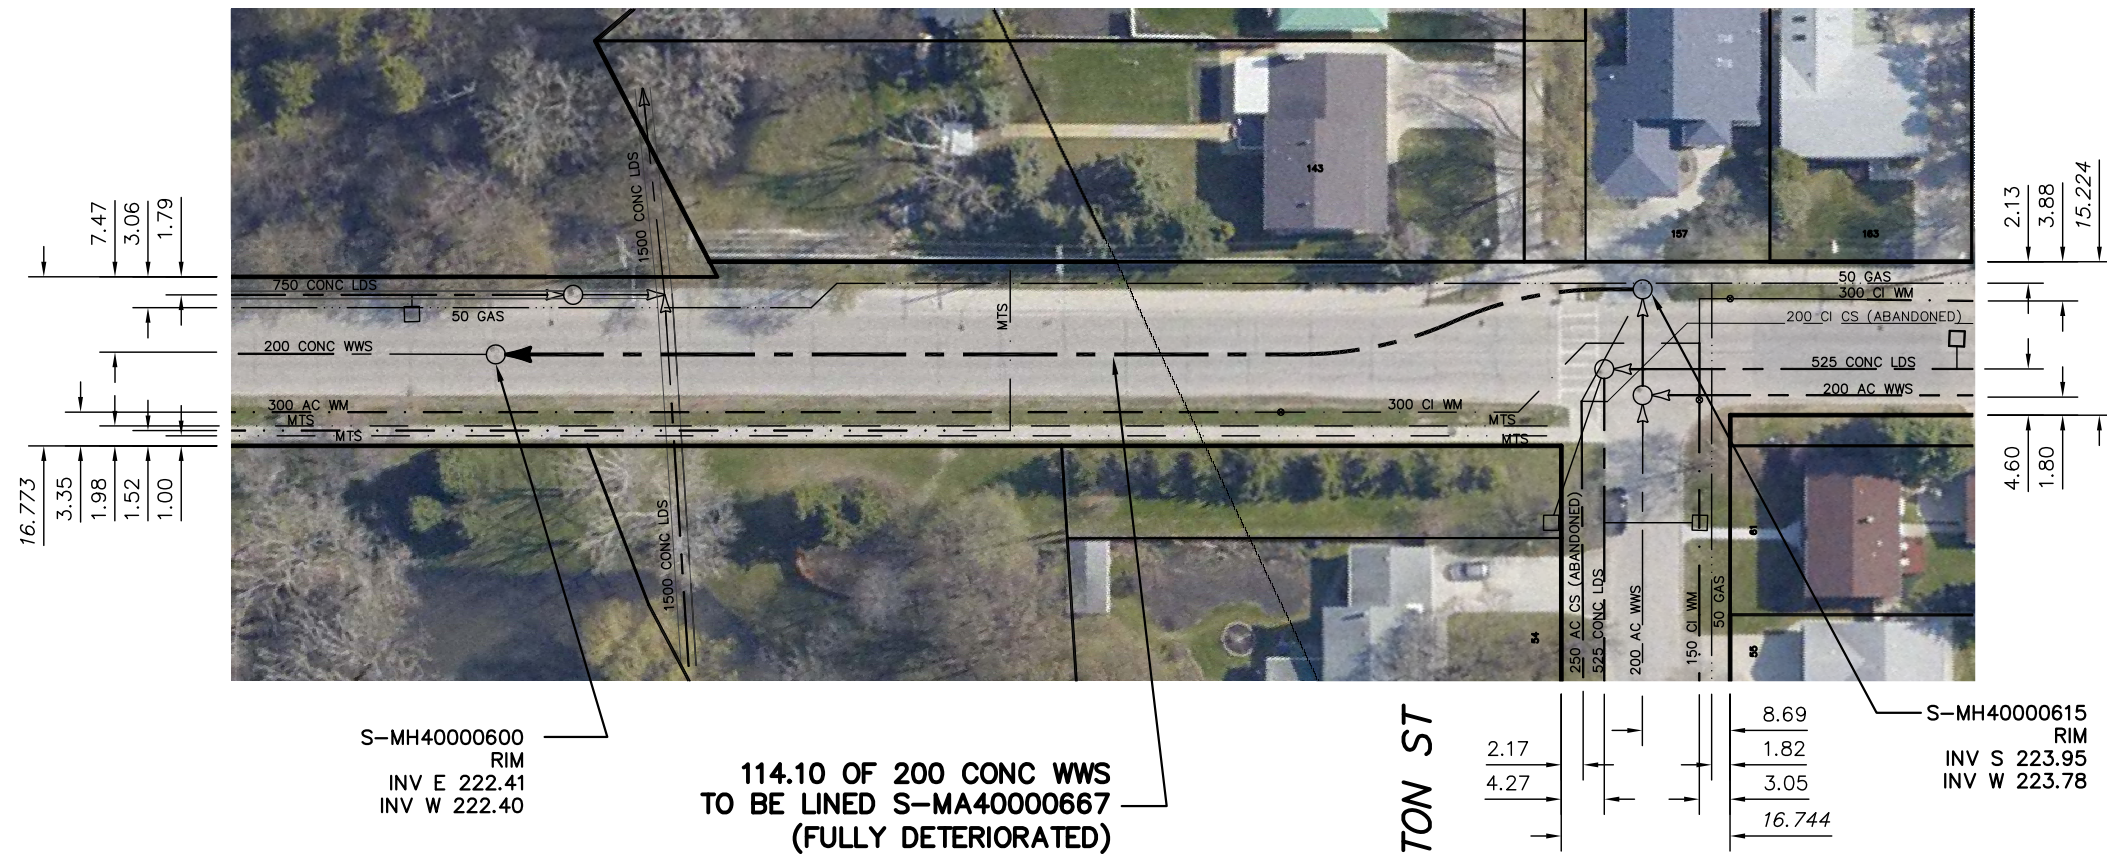 7.47
3.06
1.79
16.773
3.35
1.98
1.52
1.00
750 CONC LDS
50 GAS
200 CONC WWS
300 AC WM
MTS
MTS
1500 CONC LDS
1500 CONC LDS
MTS
143
157
163
50 GAS
300 CI WM
200 CI CS (ABANDONED)
525 CONC LDS
200 AC WWS
300 CI WM
MTS
MTS
2.13
3.88
15.224
4.60
1.80
250 AC CS (ABANDONED)
525 CONC LDS
200 AC WWS
150 CI WM
50 GAS
54
61
55
S-MH40000600
RIM
INV E 222.41
INV W 222.40
114.10 OF 200 CONC WWS
TO BE LINED S-MA40000667
(FULLY DETERIORATED)
TON ST
2.17
4.27
8.69
1.82
3.05
16.744
S-MH40000615
RIM
INV S 223.95
INV W 223.78